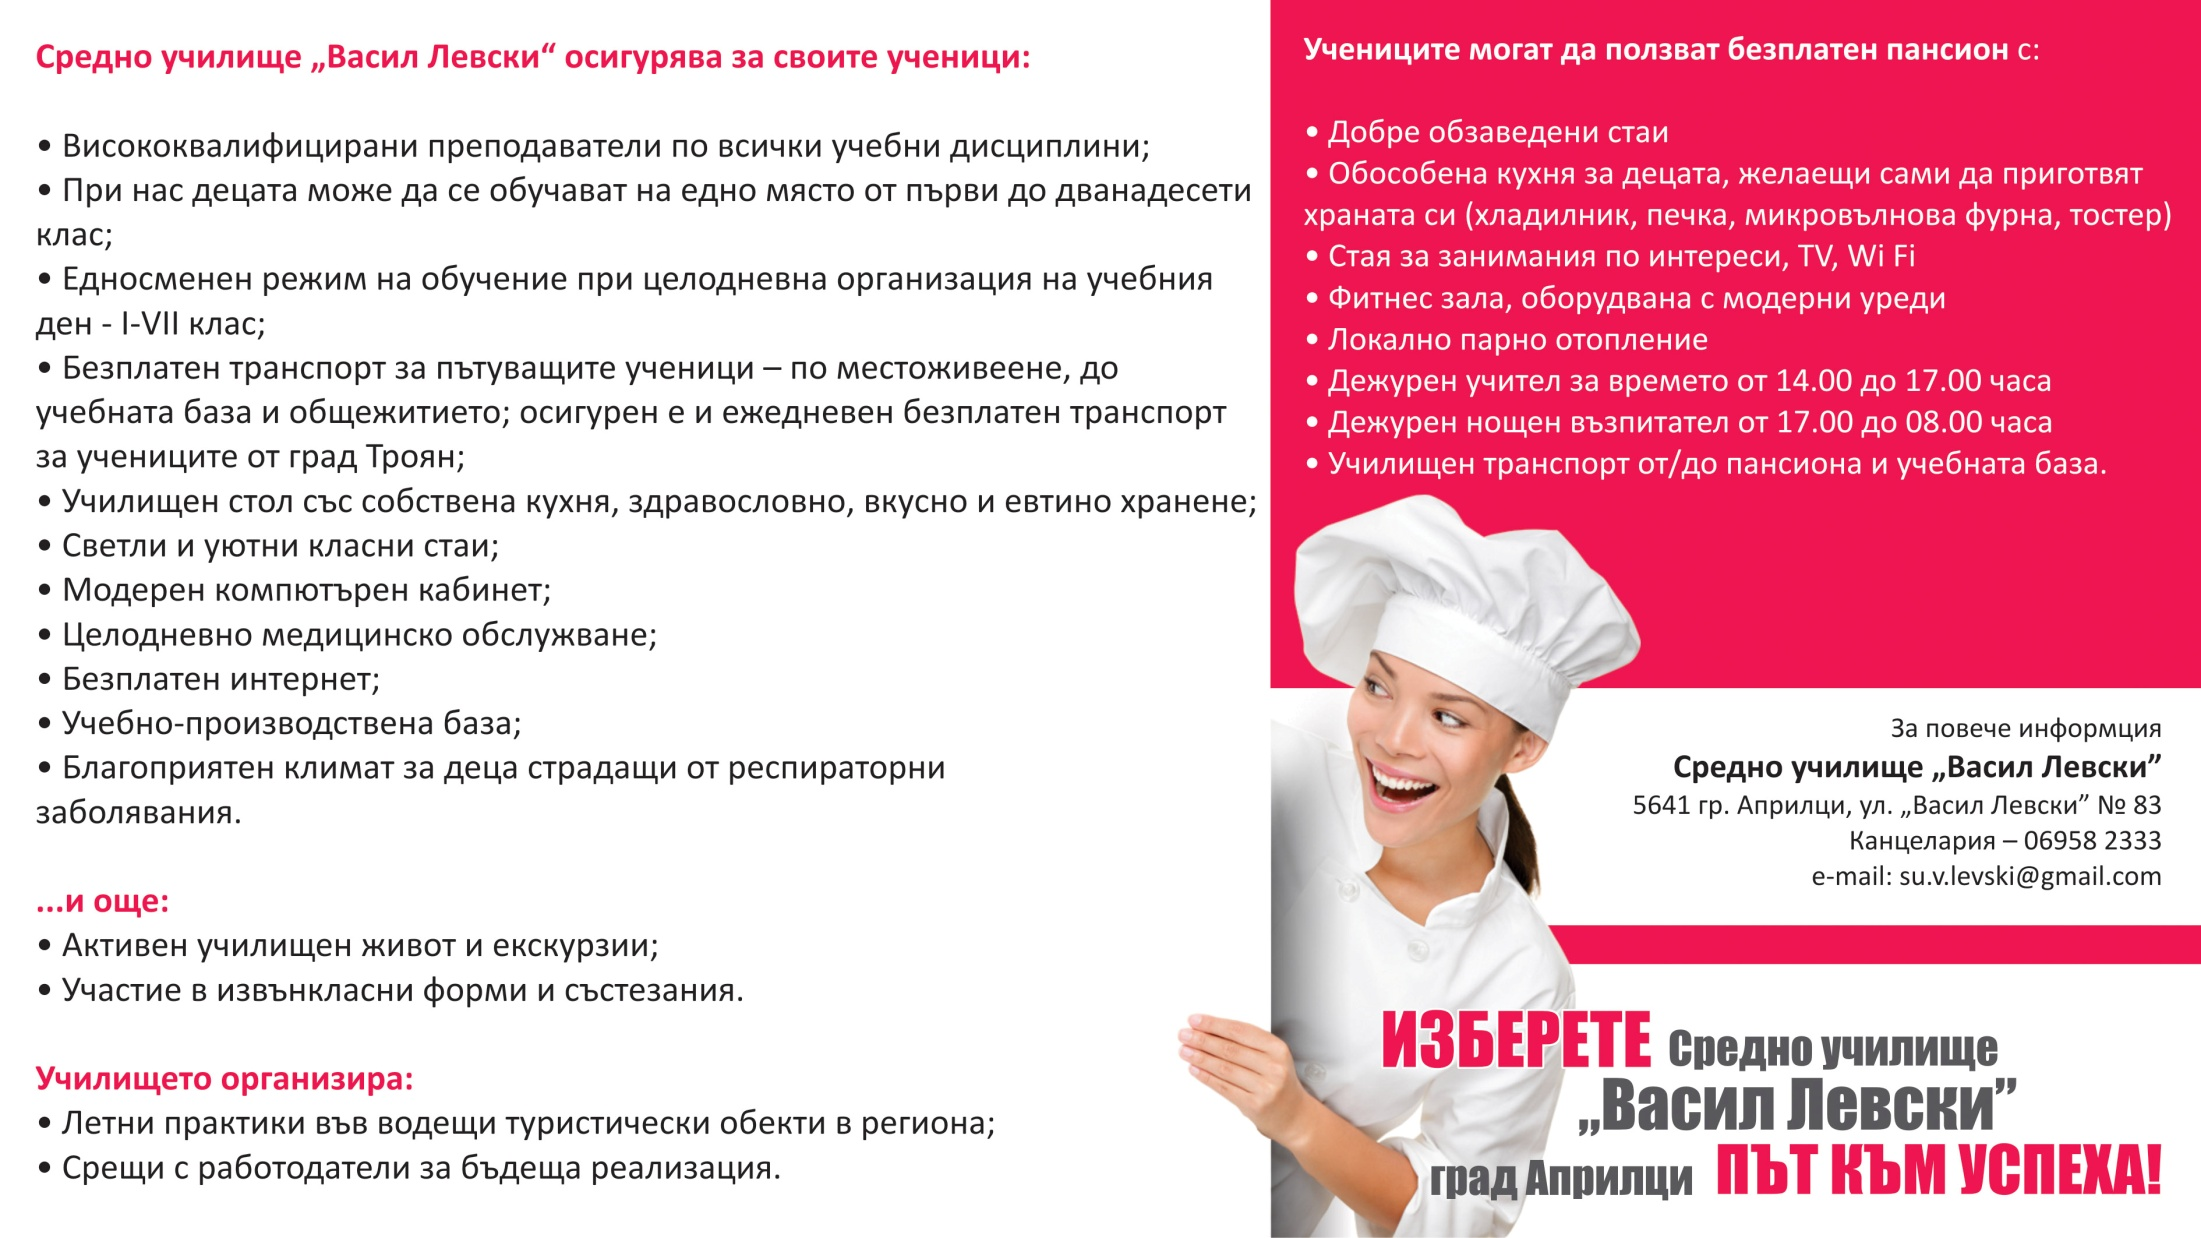 Средно училище „Васил Левски“ осигурява за своите ученици:
• Висококвалифицирани преподаватели по всички учебни дисциплини;
• При нас децата може да се обучават на едно място от първи до дванадесети
клас;
• Едносменен режим на обучение при целодневна организация на учебния
ден - I-VII клас;
• Безплатен транспорт за пътуващите ученици – по местоживеене, до
учебната база и общежитието; осигурен е и ежедневен безплатен транспорт
за учениците от град Троян;
• Училищен стол със собствена кухня, здравословно, вкусно и евтино хранене;
• Светли и уютни класни стаи;
• Модерен компютърен кабинет;
• Целодневно медицинско обслужване;
• Безплатен интернет;
• Учебно-производствена база;
• Благоприятен климат за деца страдащи от респираторни
заболявания.
...и още:
• Активен училищен живот и екскурзии;
• Участие в извънкласни форми и състезания.
Училището организира:
• Летни практики във водещи туристически обекти в региона;
• Срещи с работодатели за бъдеща реализация.
Учениците могат да ползват безплатен пансион с:
• Добре обзаведени стаи
• Обособена кухня за децата, желаещи сами да приготвят
храната си (хладилник, печка, микровълнова фурна, тостер)
• Стая за занимания по интереси, TV, Wi Fi
• Фитнес зала, оборудвана с модерни уреди
• Локално парно отопление
• Дежурен учител за времето от 14.00 до 17.00 часа
• Дежурен нощен възпитател от 17.00 до 08.00 часа
• Училищен транспорт от/до пансиона и учебната база.
За повече информция
Средно училище „Васил Левски”
5641 гр. Априлци, ул. „Васил Левски” № 83
Канцелария – 06958 2333
e-mail: su.v.levski@gmail.com
ИЗБЕРЕТЕ Средно училище
„Васил Левски”
град Априлци ПЪТ КЪМ УСПЕХА!